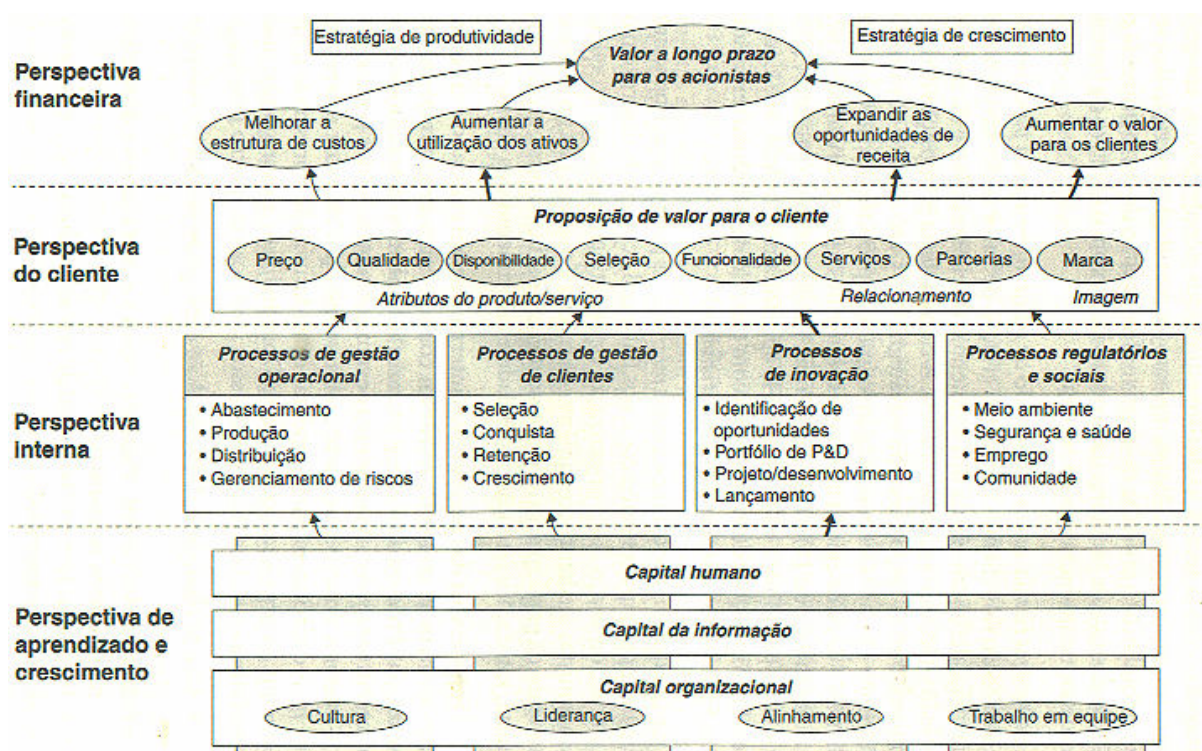 Estratégia de produtividade
Estratégia de crescimento
Valor a longo prazo
para os acionistas
Perspectiva
financeira
Melhorar a
estrutura de custos
Aumentar a
utilização dos ativos
Expandir as
oportunidades de
receita
Aumentar o valor
para os clientes
Perspectiva
do cliente
Proposição de valor para o cliente
Preço
Qualidade
Disponibilidade
Seleção
Funcionalidade
Serviços
Parcerias
Marca
Atributos do produto/serviço
Relacionamento
Imagem
Perspectiva
interna
Processos de gestão
operacional
• Abastecimento
• Produção
• Distribuição
• Gerenciamento de riscos
Processos de gestão
de clientes
• Seleção
• Conquista
• Retenção
• Crescimento
Processos
de inovação
• Identificação de
oportunidades
• Portfólio de P&D
• Projeto/desenvolvimento
• Lançamento
Processos regulatórios
e sociais
• Meio ambiente
• Segurança e saúde
• Emprego
• Comunidade
Perspectiva de
aprendizado e
crescimento
Capital humano
Capital da informação
Capital organizacional
Cultura
Liderança
Alinhamento
Trabalho em equipe